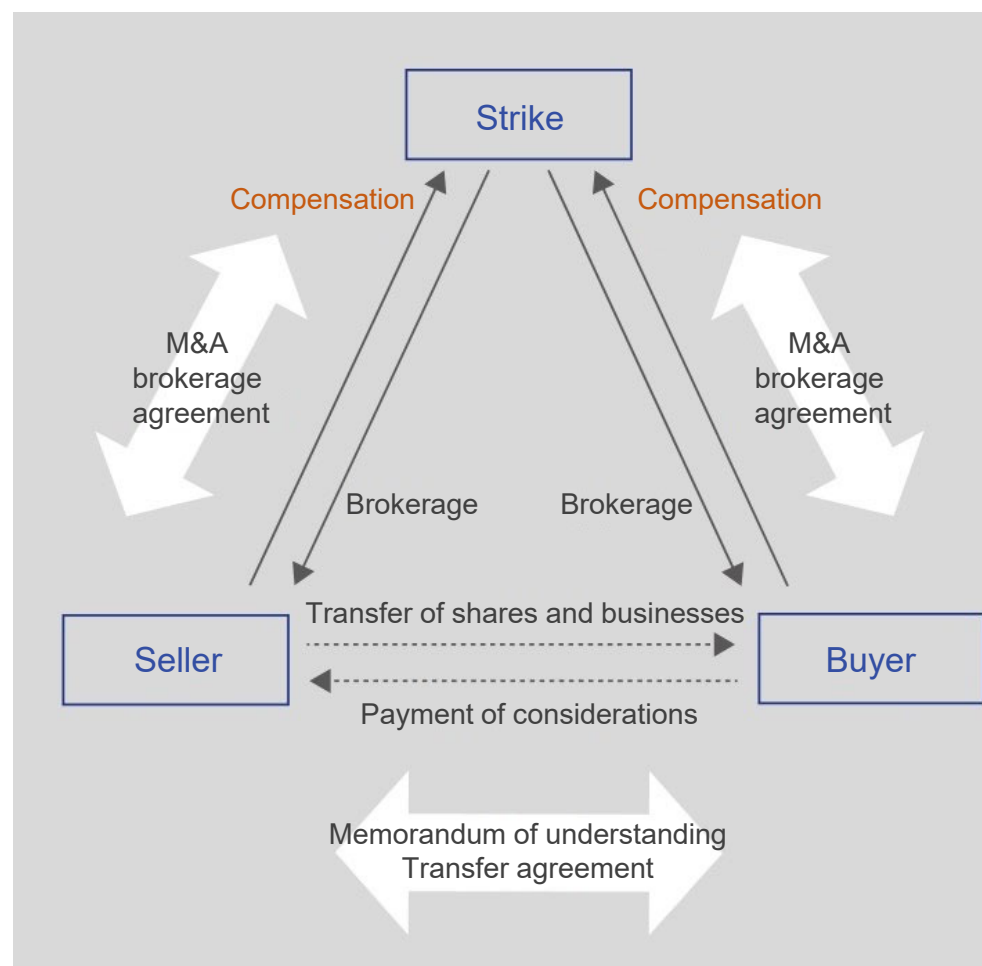 Strike
Compensation
Compensation
M&A
brokerage
agreement
M&A
brokerage
agreement
Brokerage
Brokerage
Transfer of shares and businesses
Seller
Buyer
Payment of considerations
Memorandum of understanding
Transfer agreement